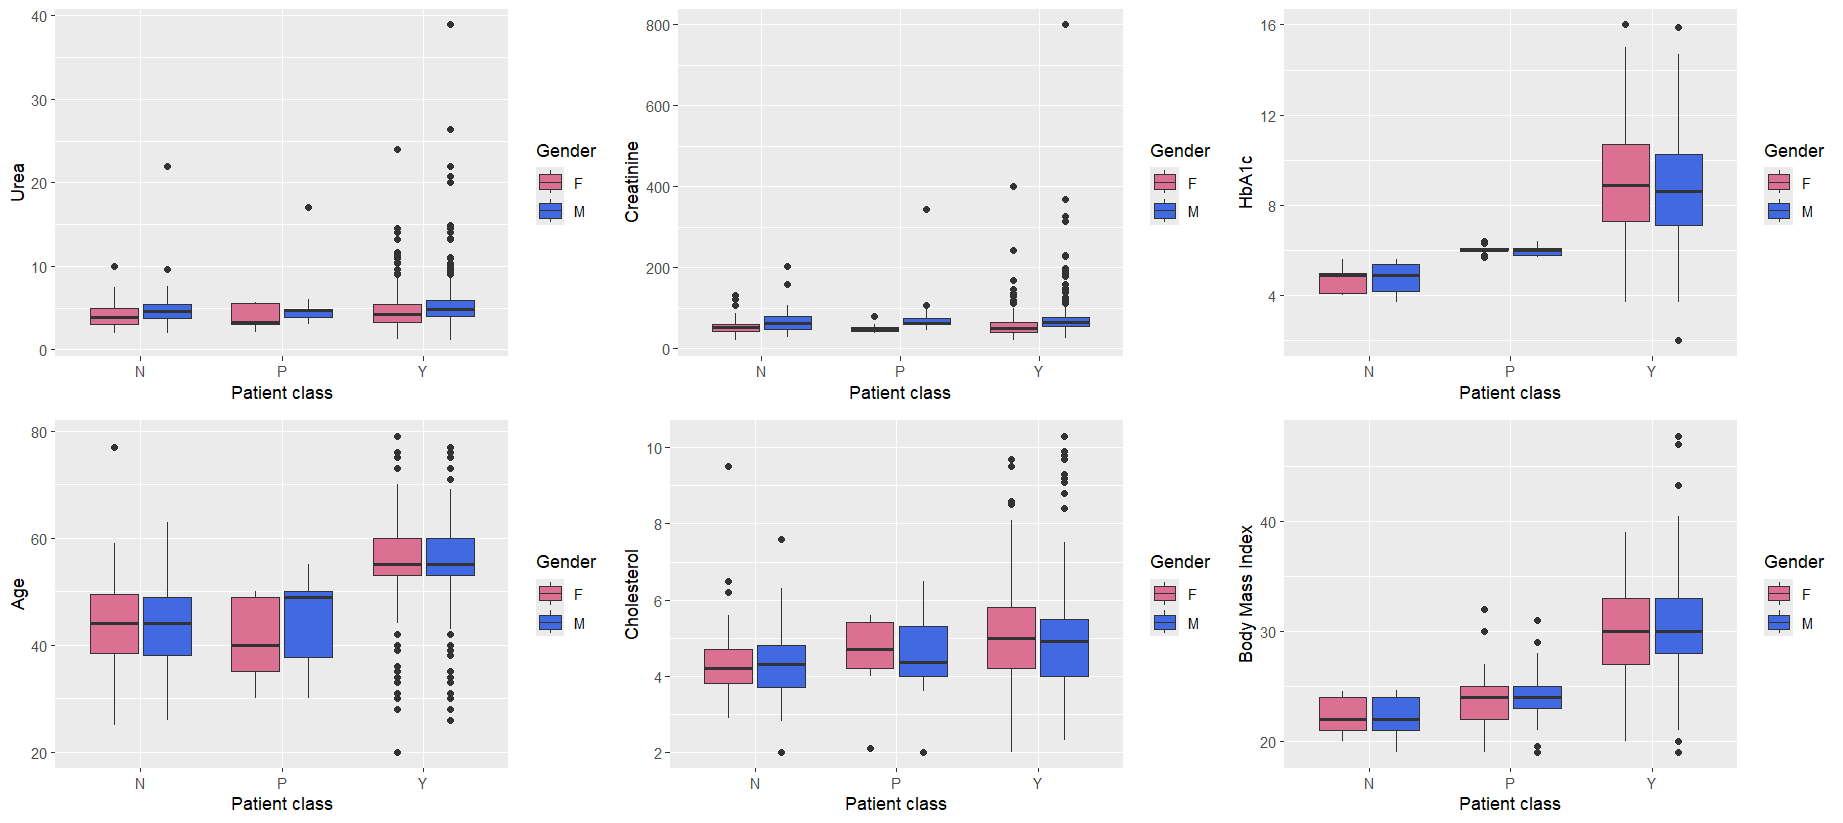 Urea
40
30
20
10
0
N P Y
Patient class
Gender
F
M
Creatinine
800
600
400
200
0
N P Y
Patient class
Gender
F
M
HbA1c
16
12
8
4
N P Y
Patient class
Gender
F
M
Age
80
60
40
20
N P Y
Patient class
Gender
F
M
Cholesterol
10
8
6
4
2
N P Y
Patient class
Gender
F
M
Body Mass Index
40
30
20
N P Y
Patient class
Gender
F
M